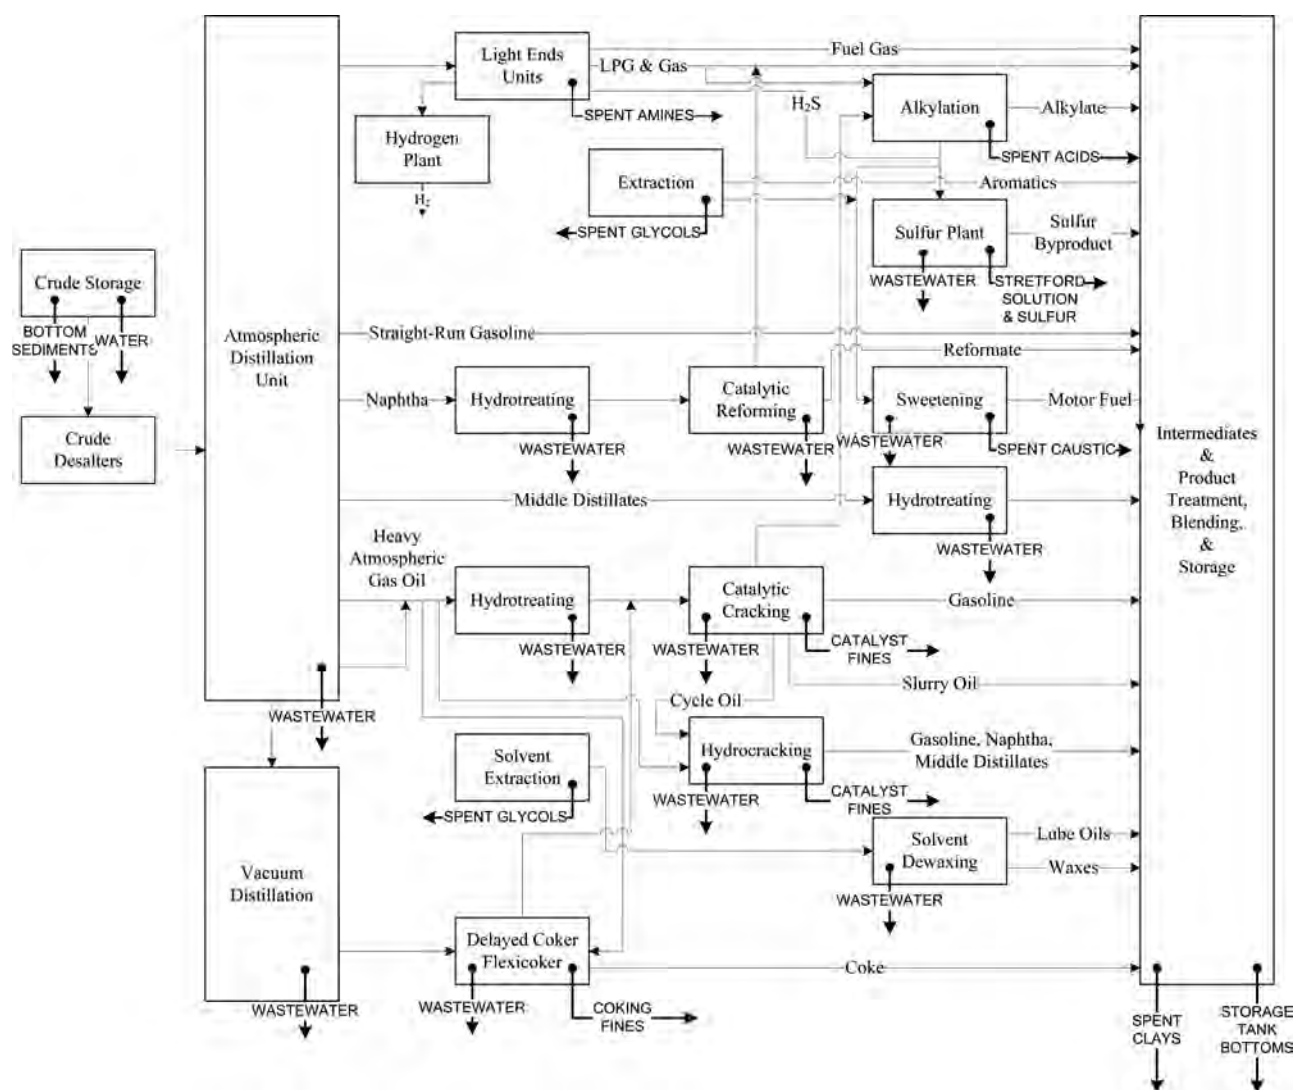 Light Ends
Units
Fuel Gas
LPG & Gas
H₂S
SPENT AMINES
Hydrogen
Plant
H₂
Alkylation
Alkylate
SPENT ACIDS
Extraction
Aromatics
SPENT GLYCOLS
Sulfur Plant
Sulfur
Byproduct
WASTEWATER
STRETFORD
SOLUTION
& SULFUR
Crude Storage
BOTTOM
SEDIMENTS
WATER
Crude
Desalters
Atmospheric
Distillation
Unit
Straight-Run Gasoline
Reformate
Naphtha
Hydrotreating
WASTEWATER
Catalytic
Reforming
WASTEWATER
Sweetening
Motor Fuel
WASTEWATER
SPENT CAUSTIC
Middle Distillates
Hydrotreating
WASTEWATER
Intermediates
&
Product
Treatment,
Blending,
&
Storage
Heavy
Atmospheric
Gas Oil
Hydrotreating
WASTEWATER
Catalytic
Cracking
Gasoline
WASTEWATER
CATALYST
FINES
Slurry Oil
Cycle Oil
WASTEWATER
Hydrocracking
Gasoline, Naphtha,
Middle Distillates
WASTEWATER
CATALYST
FINES
Solvent
Extraction
SPENT GLYCOLS
Solvent
Dewaxing
Lube Oils
Waxes
WASTEWATER
Vacuum
Distillation
WASTEWATER
Delayed Coker
Flexicoker
Coke
WASTEWATER
COKING
FINES
SPENT
CLAYS
STORAGE
TANK
BOTTOMS